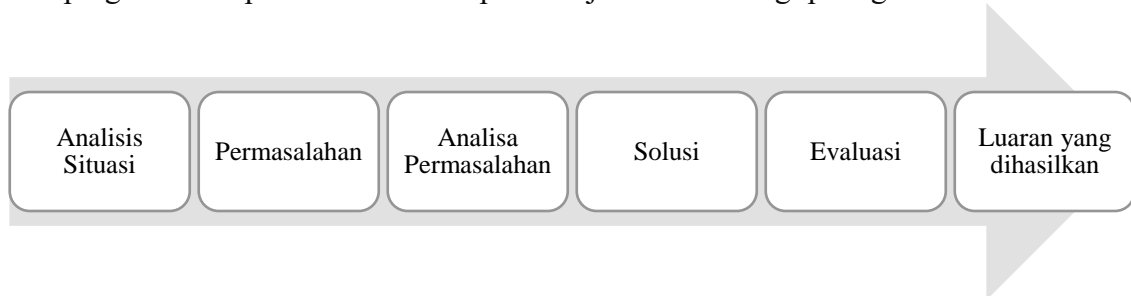 Analisis
Situasi
Permasalahan
Analisa
Permasalahan
Solusi
Evaluasi
Luaran yang
dihasilkan